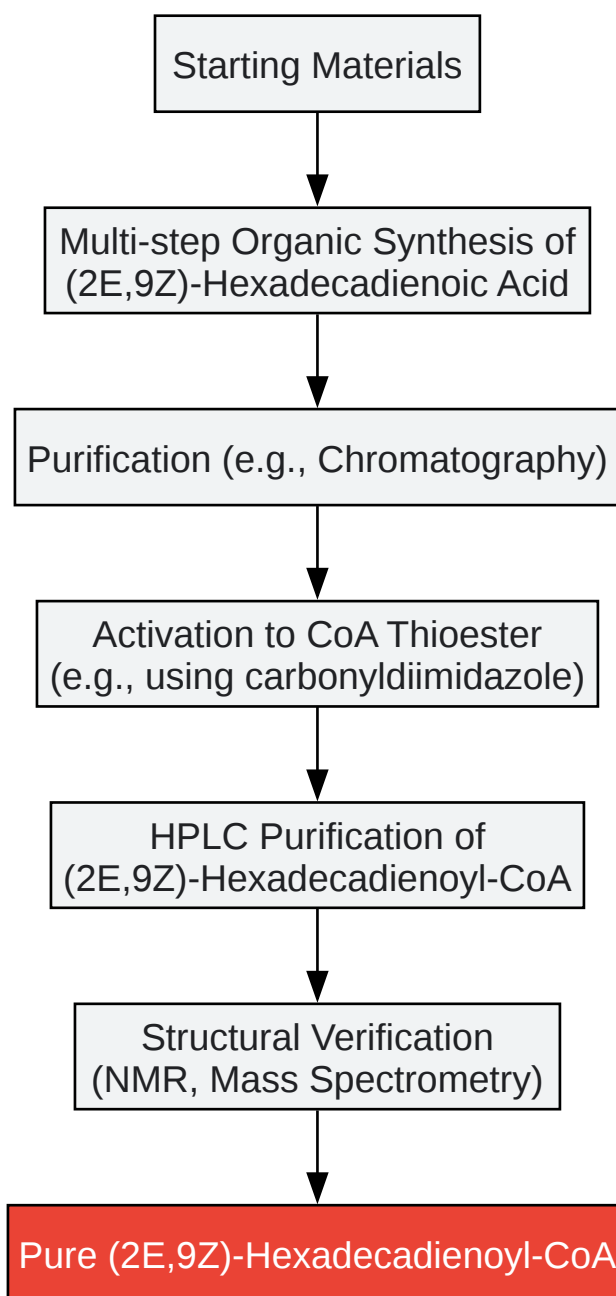 Starting Materials
Multi-step Organic Synthesis of
(2E,9Z)-Hexadecadienoic Acid
Purification (e.g., Chromatography)
Activation to CoA Thioester
(e.g., using carbonyldiimidazole)
HPLC Purification of
(2E,9Z)-Hexadecadienoyl-CoA
Structural Verification
(NMR, Mass Spectrometry)
Pure (2E,9Z)-Hexadecadienoyl-CoA